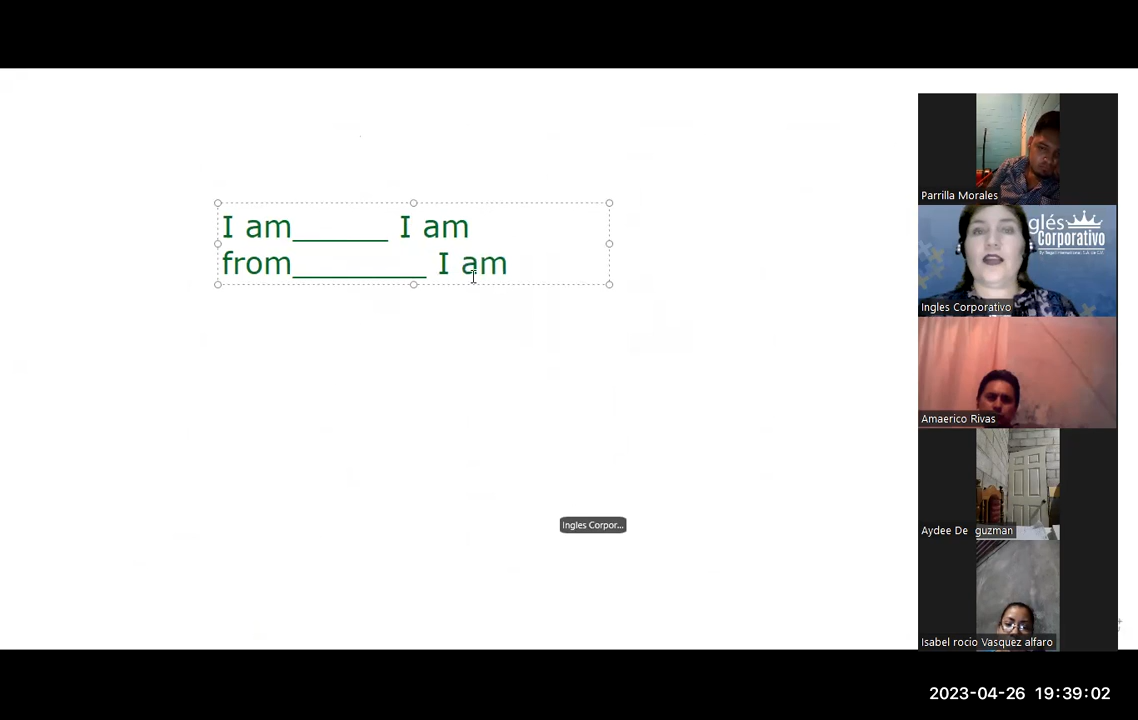 I am______ I am
from________ I am
Parrilla Morales
glés
Corporativo
Ingles Corporativo
Amaerico Rivas
Aydee De guzman
Ingles Corpor...
Isabel rocio Vasquez alfaro
2023-04-26 19:39:02